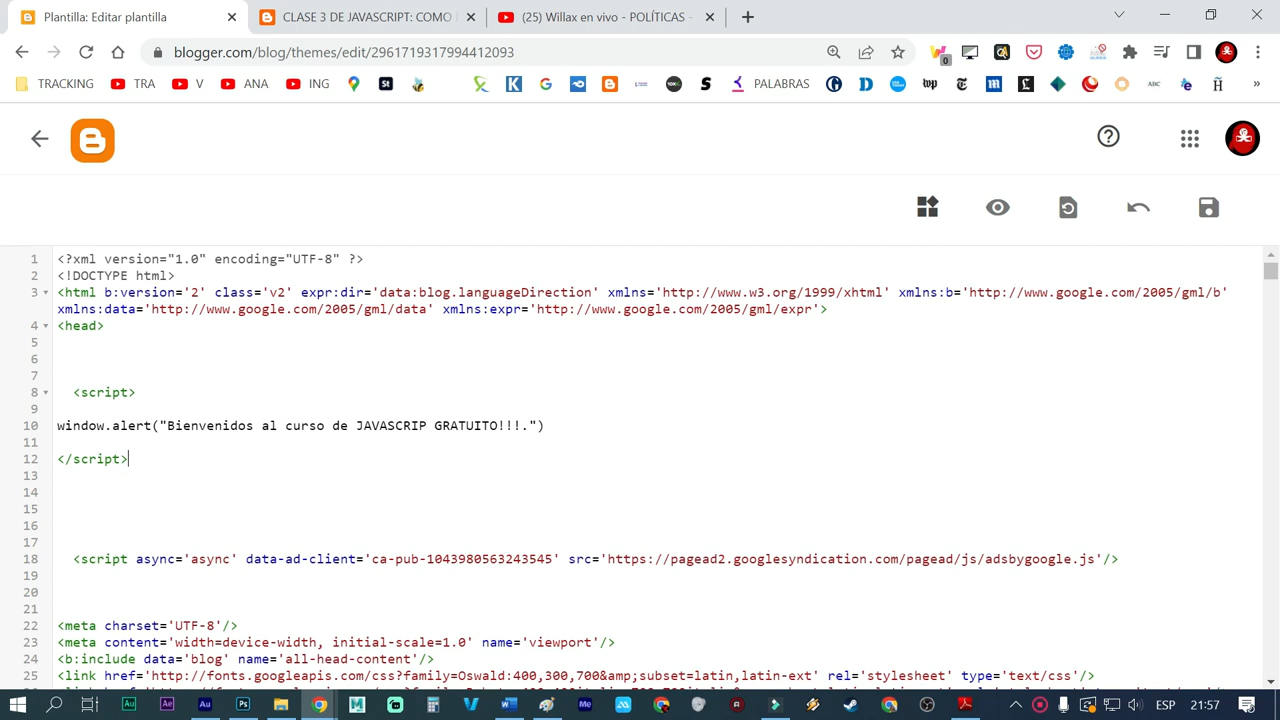 Plantilla: Editar plantilla
CLASE 3 DE JAVASCRIPT: COMO
(25) Willax en vivo - POLÍTICAS -
blogger.com/blog/themes/edit/2961719317994412093
TRACKING TRA V ANA ING PALABRAS
1 <?xml version="1.0" encoding="UTF-8" ?>
2 <!DOCTYPE html>
3 <html b:version='2' class='v2' expr:dir='data:blog.languageDirection' xmlns='http://www.w3.org/1999/xhtml' xmlns:b='http://www.google.com/2005/gml/b'
xmlns:data='http://www.google.com/2005/gml/data' xmlns:expr='http://www.google.com/2005/gml/expr'>
4 <head>
5
6
7
8 <script>
9
10 window.alert("Bienvenidos al curso de JAVASCRIP GRATUITO!!!.")
11
12 </script>
13
14
15
16
17
18 <script async='async' data-ad-client='ca-pub-1043980563243545' src='https://pagead2.googlesyndication.com/pagead/js/adsbygoogle.js'/>
19
20
21
22 <meta charset='UTF-8'/>
23 <meta content='width=device-width, initial-scale=1.0' name='viewport'/>
24 <b:include data='blog' name='all-head-content'/>
25 <link href='http://fonts.googleapis.com/css?family=Oswald:400,300,700&amp;subset=latin,latin-ext' rel='stylesheet' type='text/css'/>
ESP 21:57